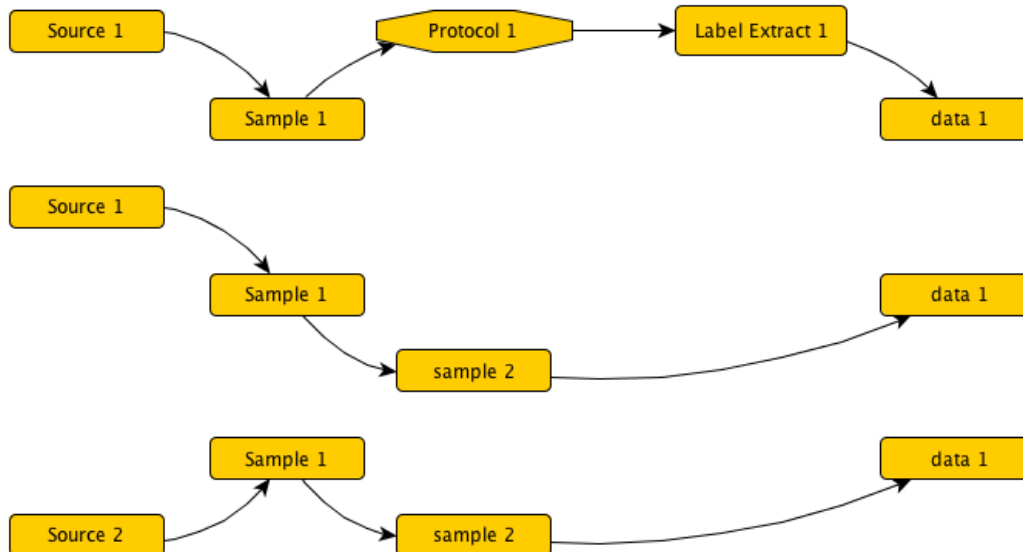 Source 1
Protocol 1
Label Extract 1
Sample 1
data 1
Source 1
Sample 1
data 1
sample 2
Sample 1
data 1
Source 2
sample 2